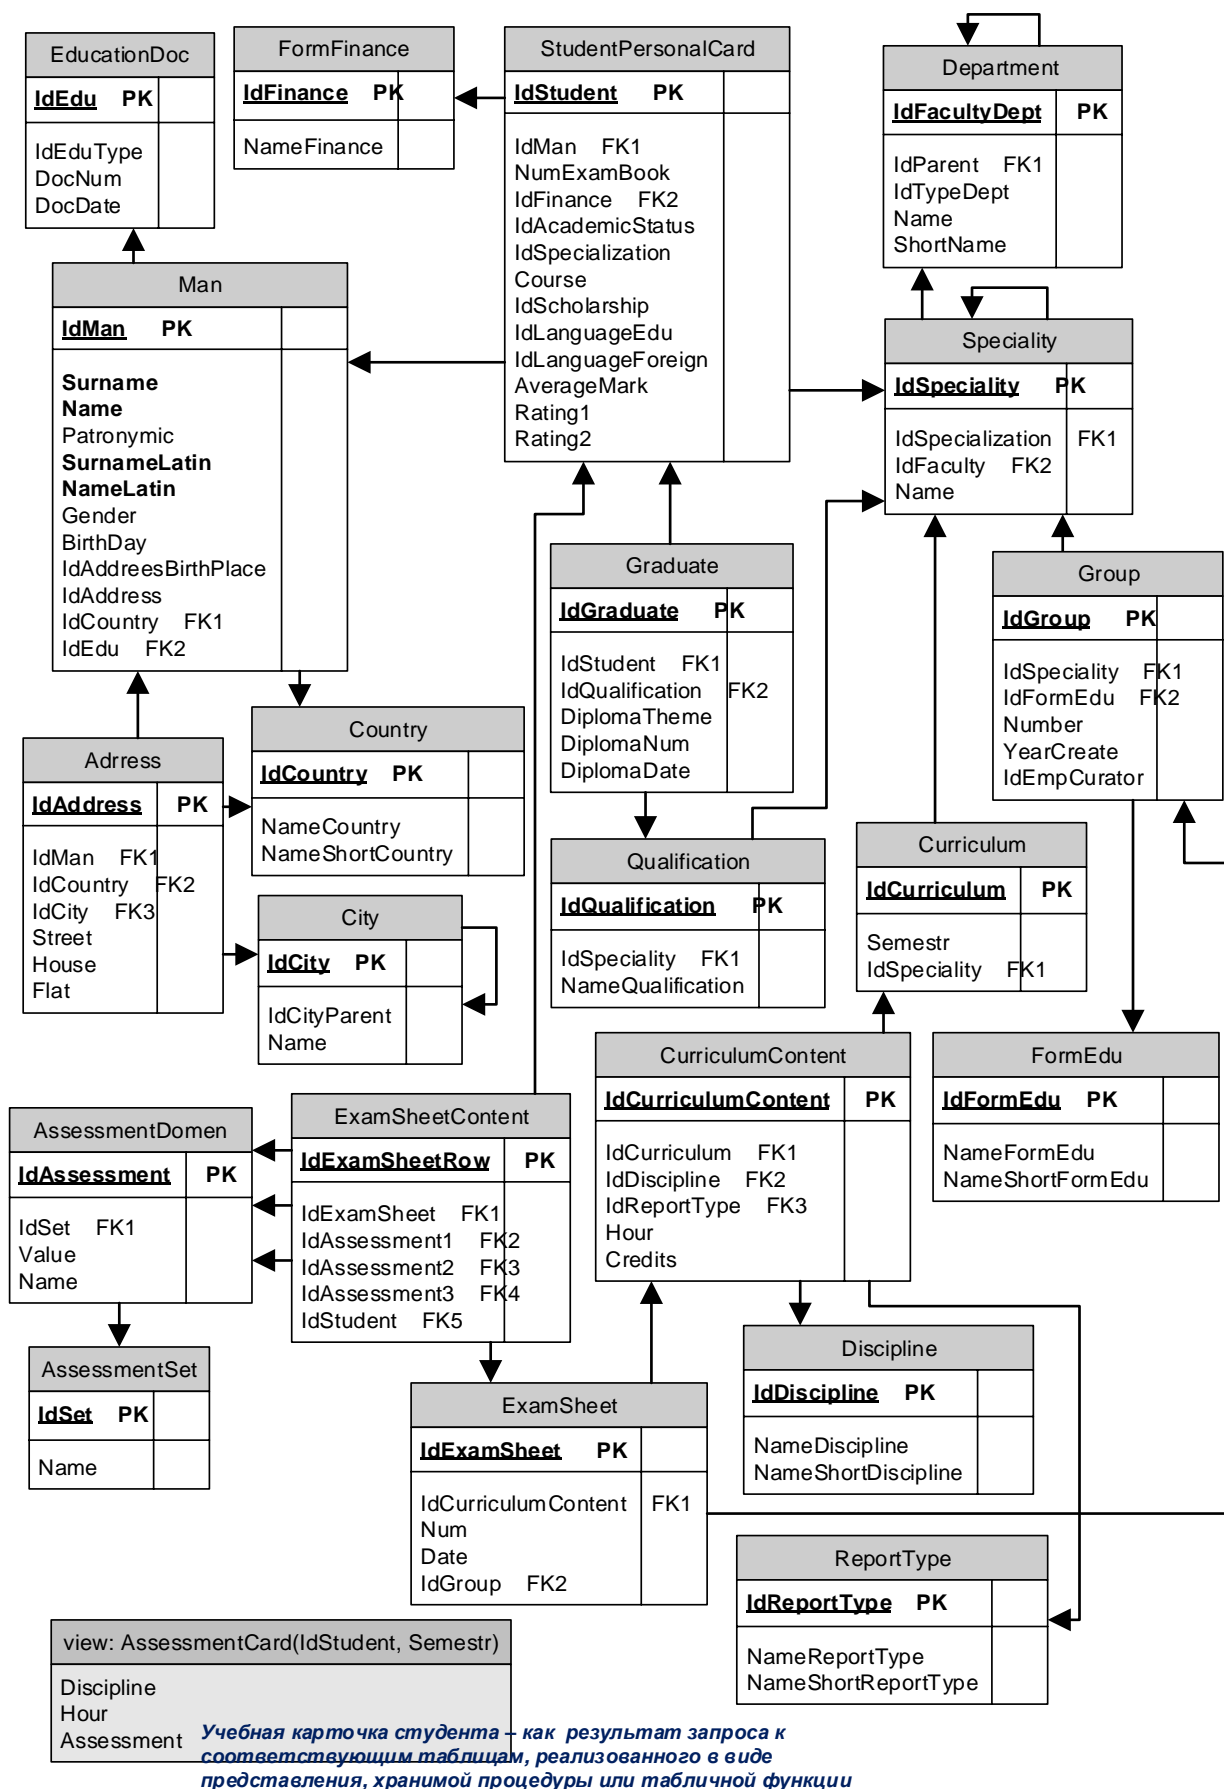 EducationDoc
IdEdu PK
IdEduType
DocNum
DocDate
FormFinance
IdFinance PK
NameFinance
StudentPersonalCard
IdStudent PK
IdMan FK1
NumExamBook
IdFinance FK2
IdAcademicStatus
IdSpecialization
Course
IdScholarship
IdLanguageEdu
IdLanguageForeign
AverageMark
Rating1
Rating2
Department
IdFacultyDept PK
IdParent FK1
IdTypeDept
Name
ShortName
Man
IdMan PK
Surname
Name
Patronymic
SurnameLatin
NameLatin
Gender
BirthDay
IdAddreesBirthPlace
IdAddress
IdCountry FK1
IdEdu FK2
Speciality
IdSpeciality PK
IdSpecialization FK1
IdFaculty FK2
Name
Graduate
IdGraduate PK
IdStudent FK1
IdQualification FK2
DiplomaTheme
DiplomaNum
DiplomaDate
Group
IdGroup PK
IdSpeciality FK1
IdFormEdu FK2
Number
YearCreate
IdEmpCurator
Adrress
IdAddress PK
IdMan FK1
IdCountry FK2
IdCity FK3
Street
House
Flat
Country
IdCountry PK
NameCountry
NameShortCountry
City
IdCity PK
IdCityParent
Name
Qualification
IdQualification PK
IdSpeciality FK1
NameQualification
Curriculum
IdCurriculum PK
Semestr
IdSpeciality FK1
CurriculumContent
IdCurriculumContent PK
IdCurriculum FK1
IdDiscipline FK2
IdReportType FK3
Hour
Credits
FormEdu
IdFormEdu PK
NameFormEdu
NameShortFormEdu
AssessmentDomen
IdAssessment PK
IdSet FK1
Value
Name
ExamSheetContent
IdExamSheetRow PK
IdExamSheet FK1
IdAssessment1 FK2
IdAssessment2 FK3
IdAssessment3 FK4
IdStudent FK5
AssessmentSet
IdSet PK
Name
ExamSheet
IdExamSheet PK
IdCurriculumContent FK1
Num
Date
IdGroup FK2
Discipline
IdDiscipline PK
NameDiscipline
NameShortDiscipline
ReportType
IdReportType PK
NameReportType
NameShortReportType
view: AssessmentCard(IdStudent, Semestr)
Discipline
Hour
Assessment
Учебная карточка студента – как результат запроса к
соответствующим таблицам, реализованного в виде
представления, хранимой процедуры или табличной функции